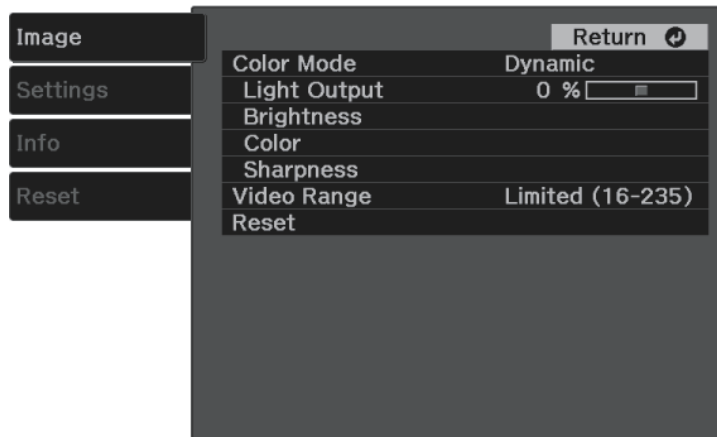 Image
Settings
Info
Reset
Return
Color Mode Dynamic
Light Output 0 %
Brightness
Color
Sharpness
Video Range Limited (16-235)
Reset